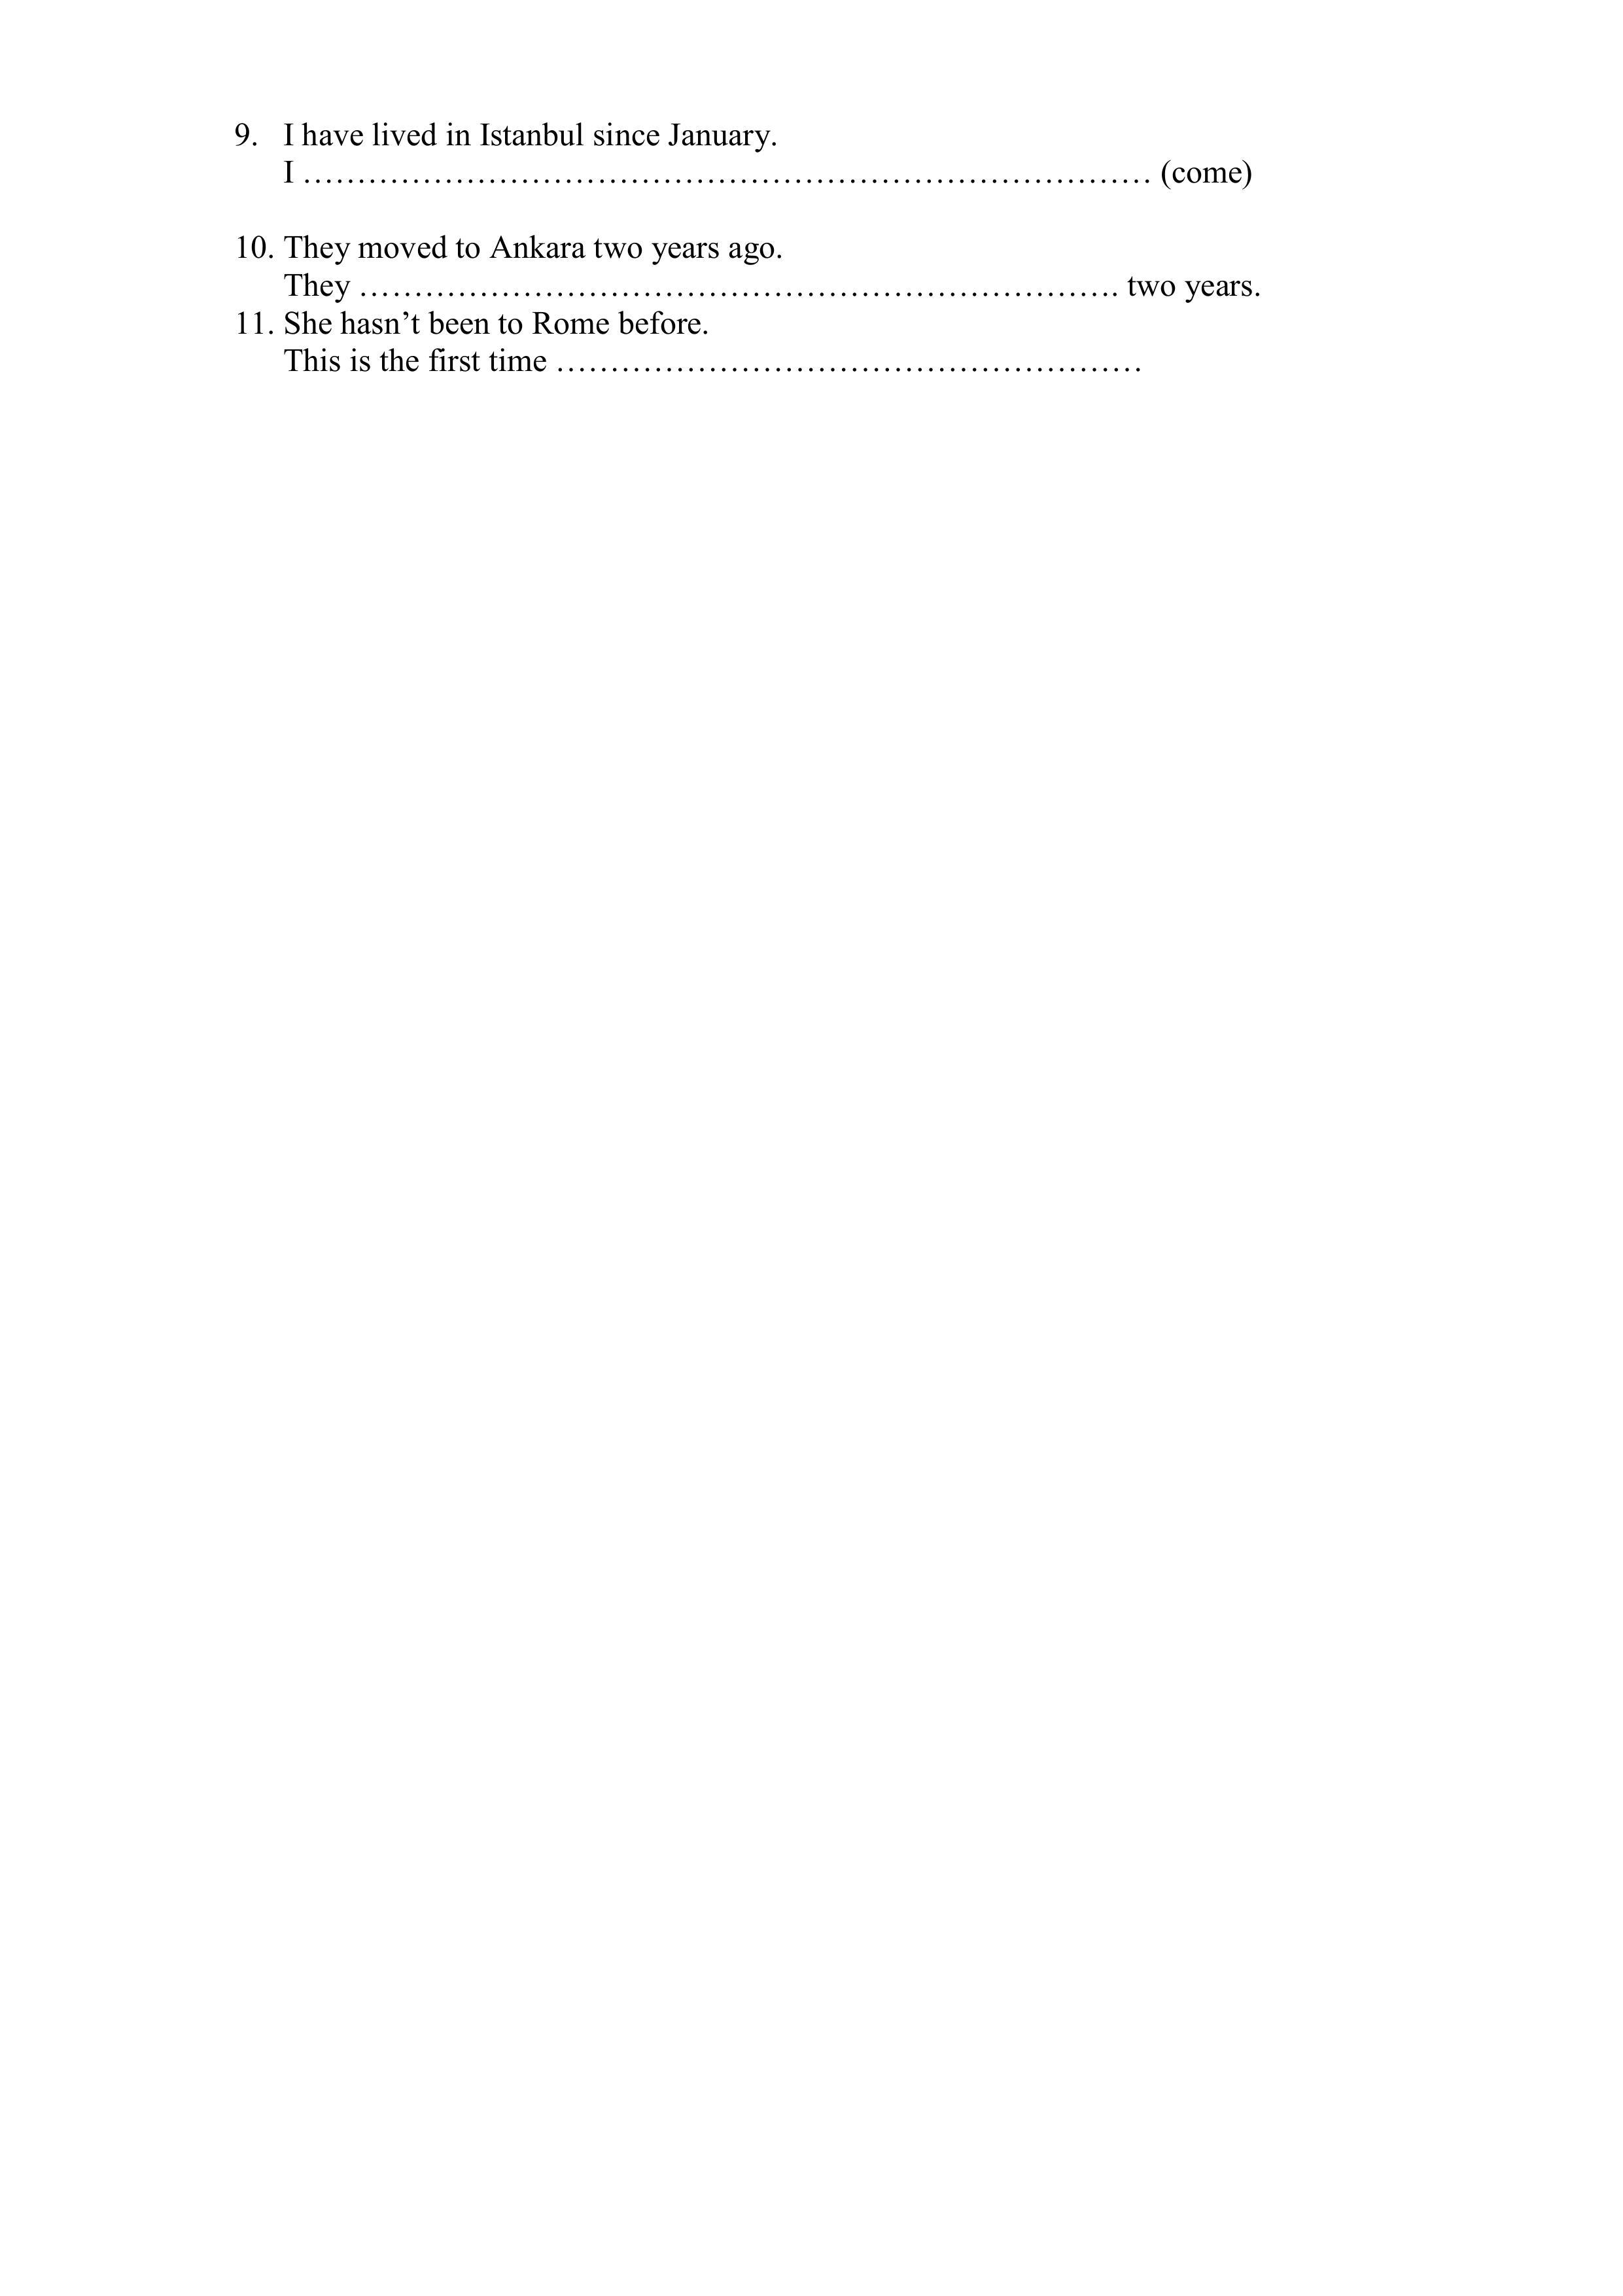 9. I have lived in Istanbul since January.
I …………………………………………………………………… (come)
10. They moved to Ankara two years ago.
They ……………………………………………………………. two years.
11. She hasn’t been to Rome before.
This is the first time ………………………………………………